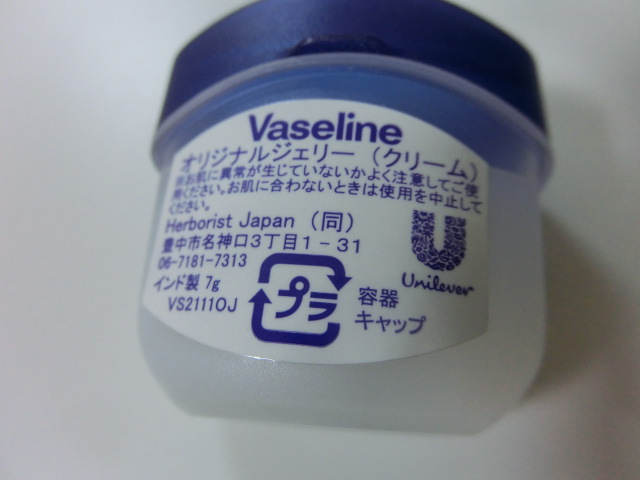 Vaseline
オリジナルジェリー（クリーム）
※お肌に異常が生じていないかよく注意してご使
用ください。お肌に合わないときは使用を中止して
ください。
Herborist Japan（同）
豊中市名神口3丁目1-31
06-7181-7313
インド製 7g
VS21111OJ
プラ
容器
キャップ
Unilever